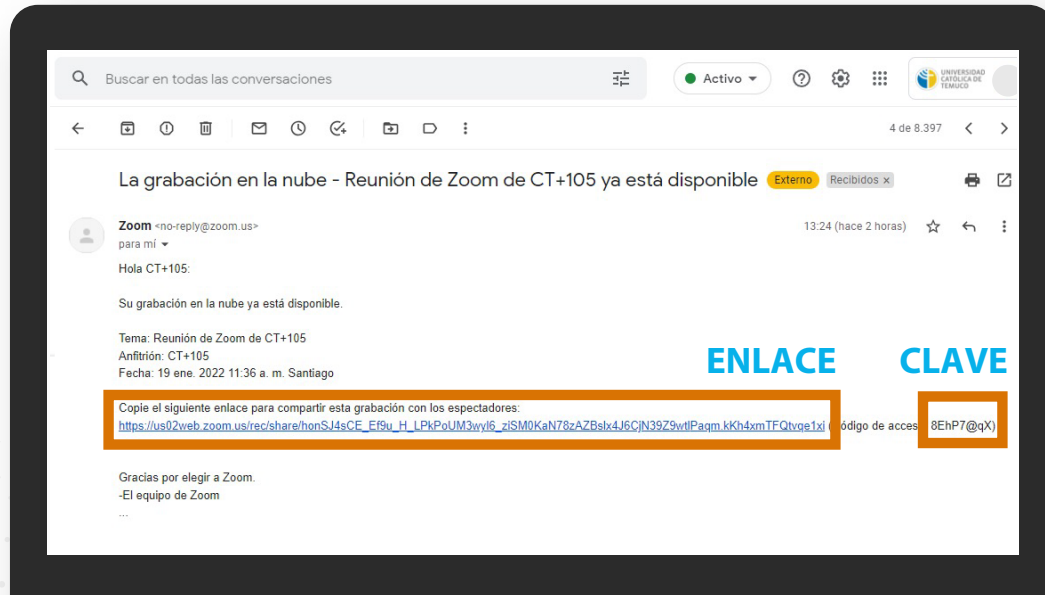 Buscar en todas las conversaciones
Activo
UNIVERSIDAD
CATÓLICA DE
TEMUCO
4 de 8.397
La grabación en la nube - Reunión de Zoom de CT+105 ya está disponible Externo Recibidos x
Zoom <no-reply@zoom.us> 13:24 (hace 2 horas)
para mí
Hola CT+105:
Su grabación en la nube ya está disponible.
Tema: Reunión de Zoom de CT+105
Anfitrión: CT+105
Fecha: 19 ene. 2022 11:36 a. m. Santiago
ENLACE CLAVE
Copie el siguiente enlace para compartir esta grabación con los espectadores:
https://us02web.zoom.us/rec/share/honSJ4sCE_Ef9u_H_LPkPoUM3wyl6_ziSM0KaN78zAZBslx4J6CjN39Z9wtlPaqm.kKh4xmTFQtvqe1xi (ódigo de acces 8EhP7@qX)
Gracias por elegir a Zoom.
-El equipo de Zoom
...